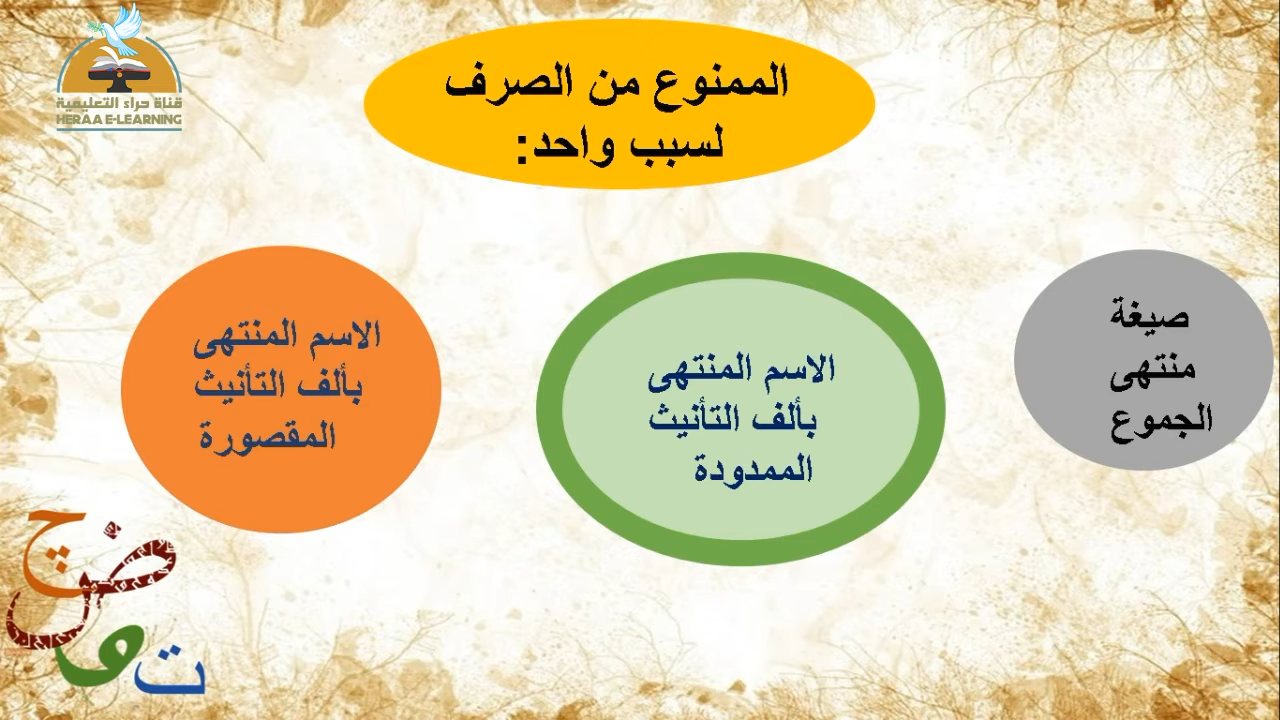 قناة حراء التعليمية
HERAA E-LEARNING
الممنوع من الصرف
لسبب واحد:
صيغة
منتهى
الجموع
الاسم المنتهى
بألف التأنيث
الممدودة
الاسم المنتهى
بألف التأنيث
المقصورة
ج
ض
و
ت